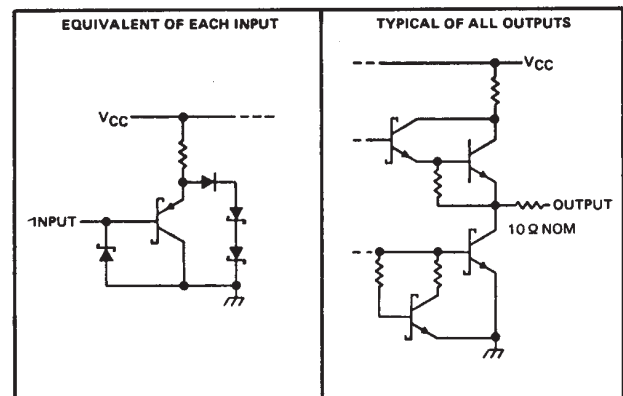 EQUIVALENT OF EACH INPUT
TYPICAL OF ALL OUTPUTS
VCC
INPUT
VCC
OUTPUT
10 Ω NOM